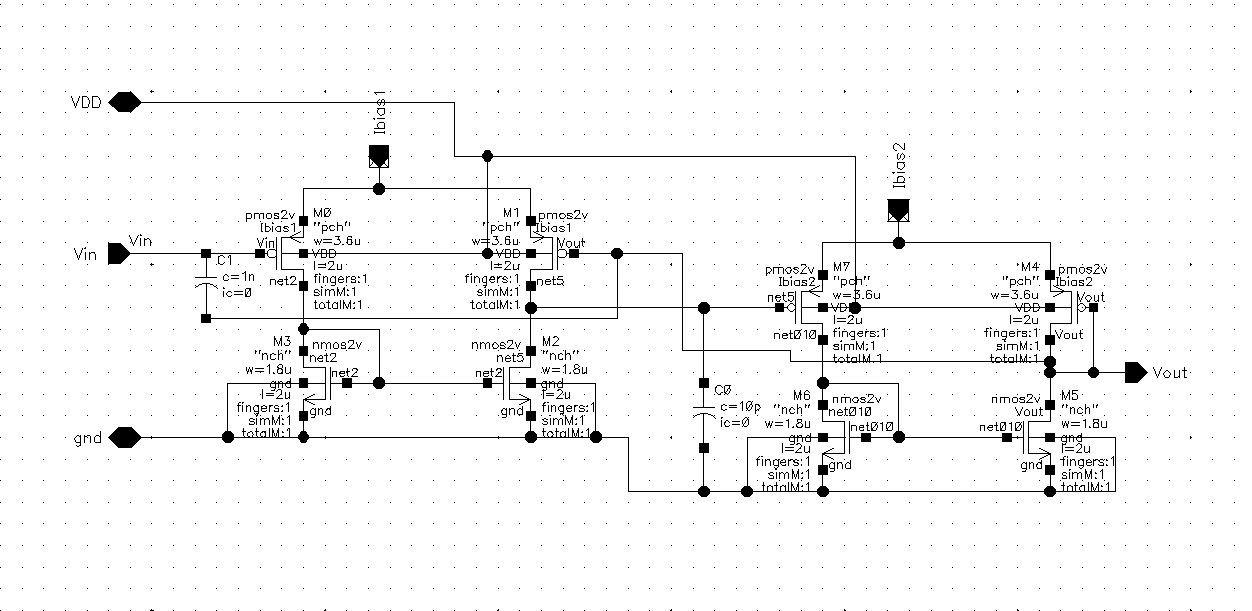 VDD
Ibias1
Ibias2
pmos2v
Ibias1
M0
"pch"
w=3.6u
VDD
l=2u
fingers:1
simM:1
totalM:1
Vin
net2
M1
"pch"
w=3.6u
VDD
l=2u
fingers:1
simM:1
totalM:1
pmos2v
Ibias1
Vout
net5
Vin
Vin
C1
c=1n
ic=0
pmos2v
Ibias2
net5
net010
M7
"pch"
w=3.6u
VDD
l=2u
fingers:1
simM:1
totalM:1
M4
"pch"
w=3.6u
VDD
l=2u
fingers:1
simM:1
totalM:1
pmos2v
Ibias2
Vout
Vout
M3
"nch"
w=1.8u
gnd
l=2u
fingers:1
simM:1
totalM:1
nmos2v
net2
net2
gnd
nmos2v
net5
net2
gnd
M2
"nch"
w=1.8u
gnd
l=2u
fingers:1
simM:1
totalM:1
Vout
C0
c=10p
ic=0
M6
"nch"
w=1.8u
gnd
l=2u
fingers:1
simM:1
totalM:1
nmos2v
net010
net010
gnd
nmos2v
Vout
net010
gnd
M5
"nch"
w=1.8u
gnd
l=2u
fingers:1
simM:1
totalM:1
gnd